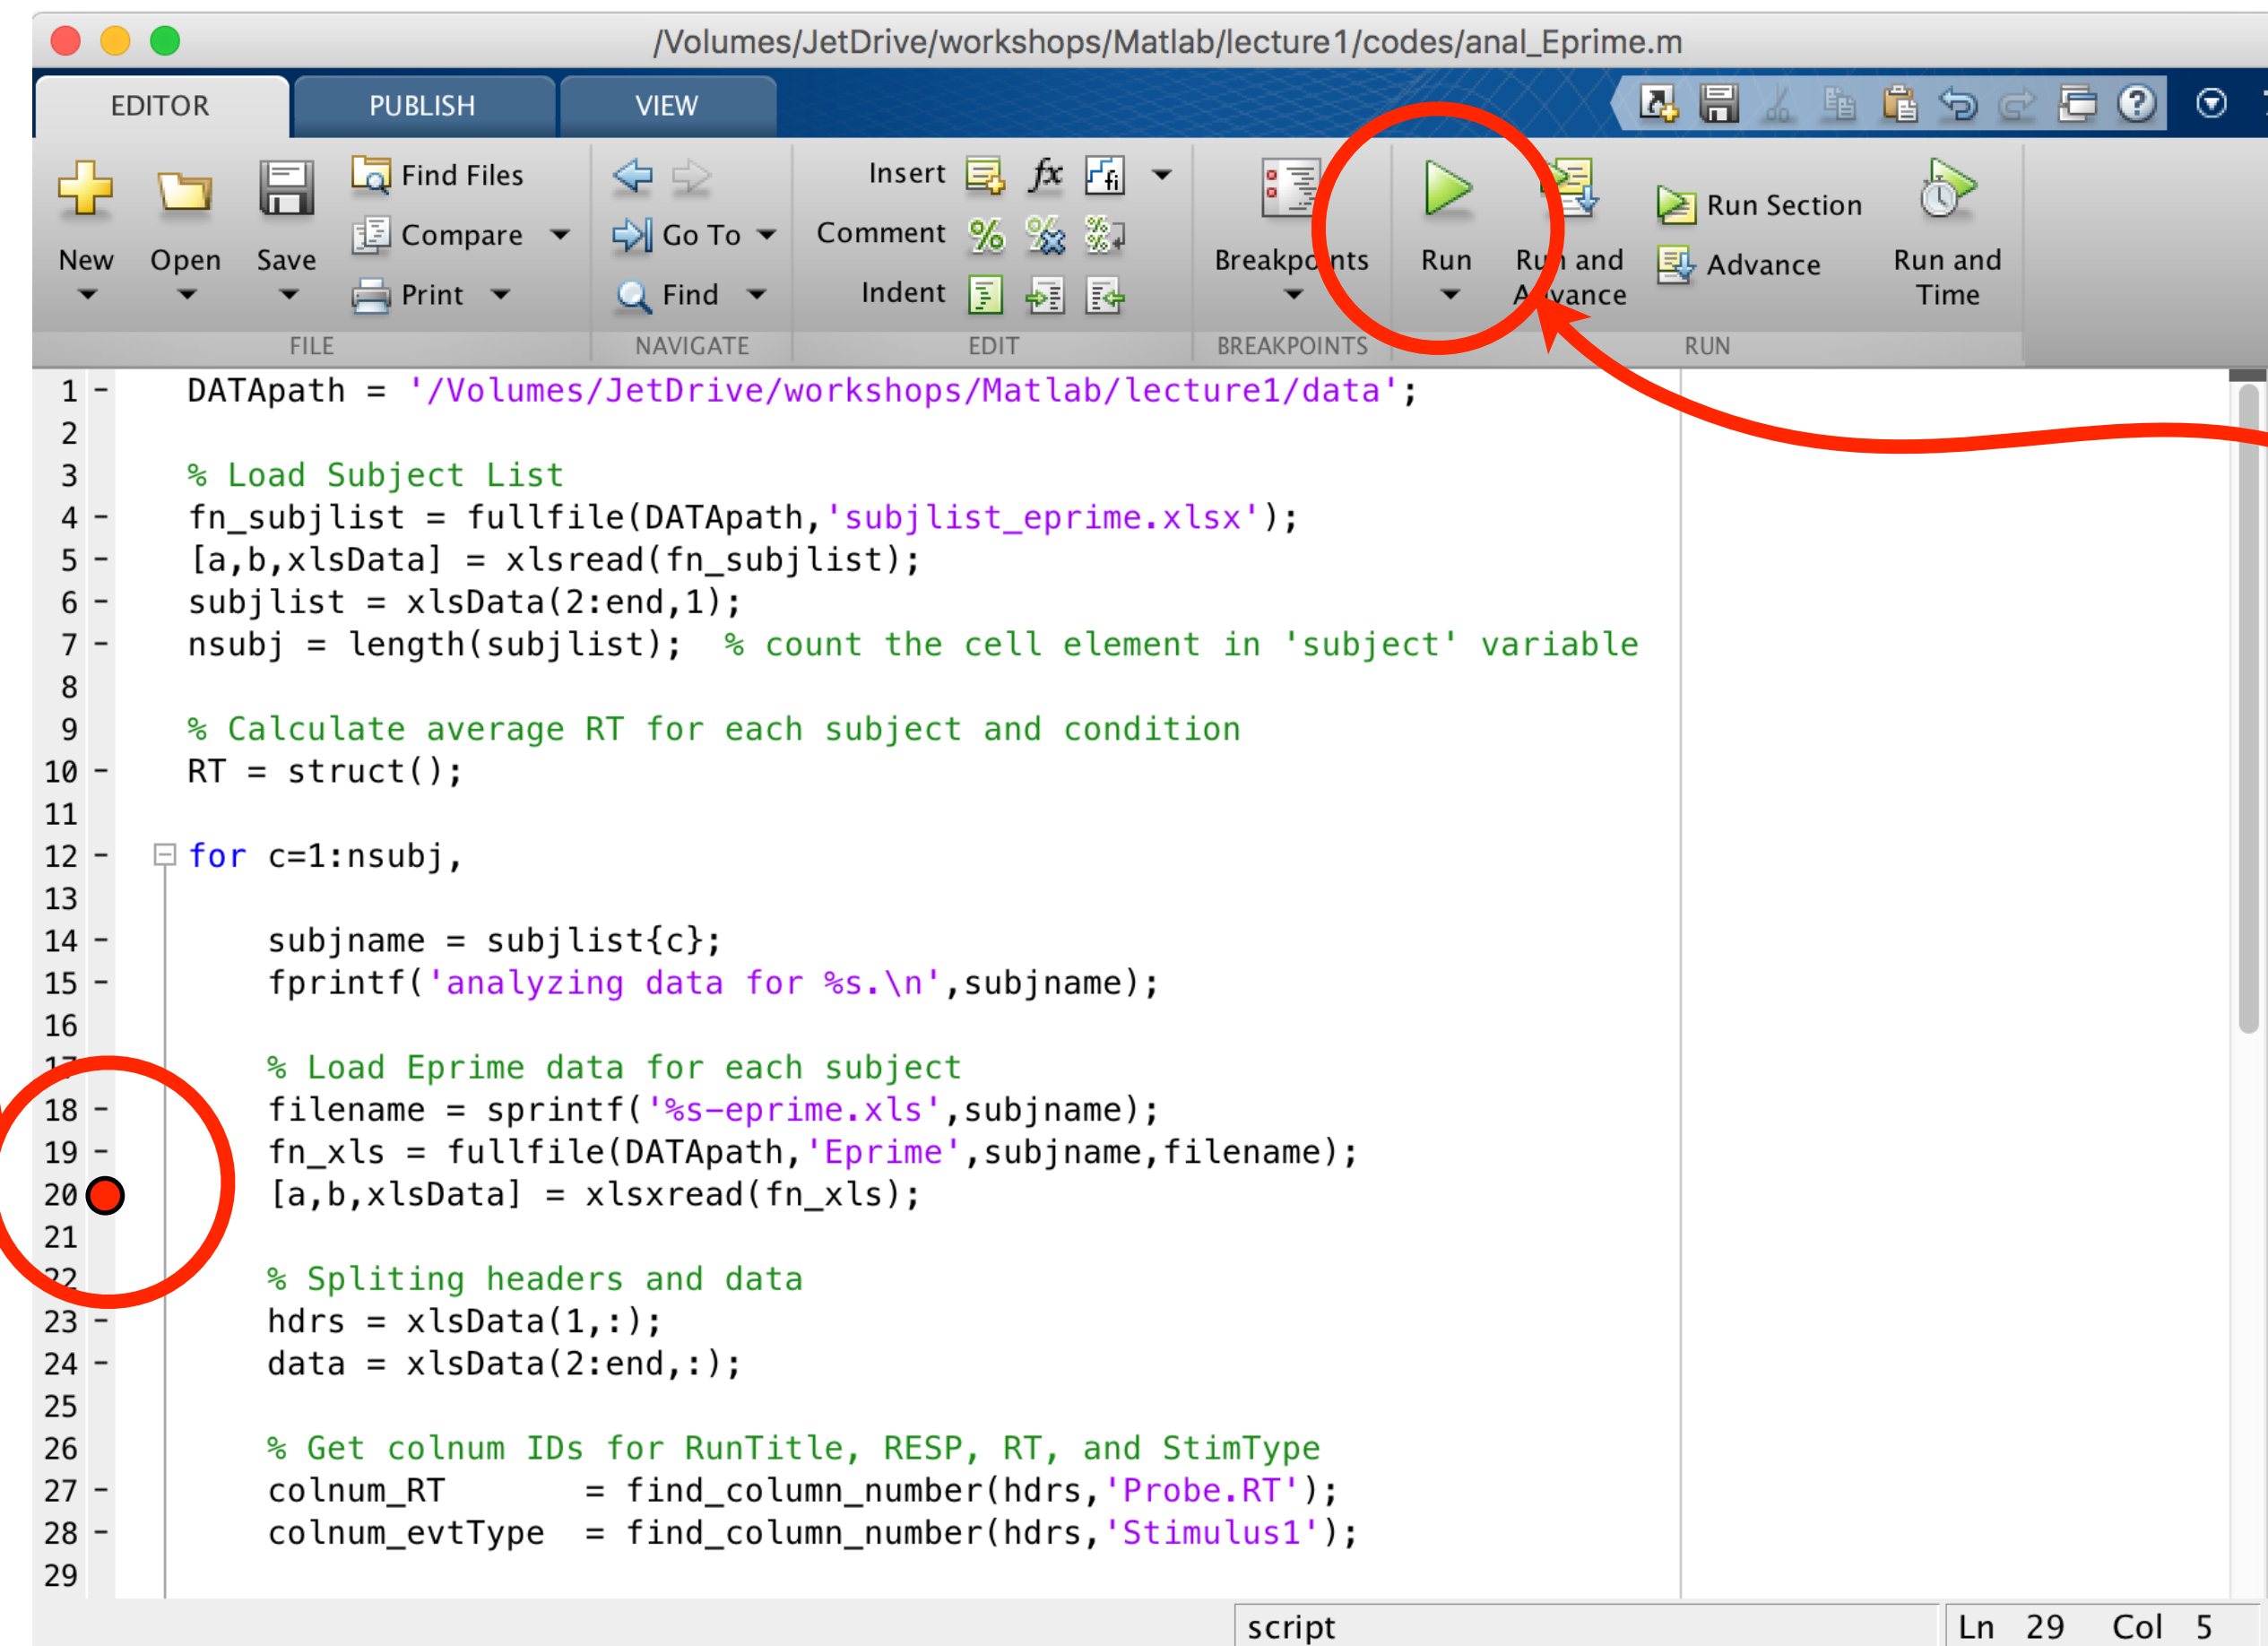 /Volumes/JetDrive/workshops/Matlab/lecture1/codes/anal_Eprime.m
EDITOR PUBLISH VIEW
New Open Save Find Files Compare Print
Go To Find
Insert fx fi
Comment % % %
Indent
Breakpoints Run Run and Advance Run Section Advance Run and Time
FILE NAVIGATE EDIT BREAKPOINTS RUN
1 - DATApath = '/Volumes/JetDrive/workshops/Matlab/lecture1/data';
2
3 % Load Subject List
4 - fn_subjlist = fullfile(DATApath,'subjlist_eprime.xlsx');
5 - [a,b,xlsData] = xlsread(fn_subjlist);
6 - subjlist = xlsData(2:end,1);
7 - nsubj = length(subjlist);  % count the cell element in 'subject' variable
8
9 % Calculate average RT for each subject and condition
10 - RT = struct();
11
12 - for c=1:nsubj,
13
14 - subjname = subjlist{c};
15 - fprintf('analyzing data for %s.\n',subjname);
16
17 % Load Eprime data for each subject
18 - filename = sprintf('%s-eprime.xls',subjname);
19 - fn_xls = fullfile(DATApath,'Eprime',subjname,filename);
20 [a,b,xlsData] = xlsxread(fn_xls);
21
22 % Spliting headers and data
23 - hdrs = xlsData(1,:);
24 - data = xlsData(2:end,:);
25
26 % Get colnum IDs for RunTitle, RESP, RT, and StimType
27 - colnum_RT       = find_column_number(hdrs,'Probe.RT');
28 - colnum_evtType  = find_column_number(hdrs,'Stimulus1');
29
script Ln 29 Col 5